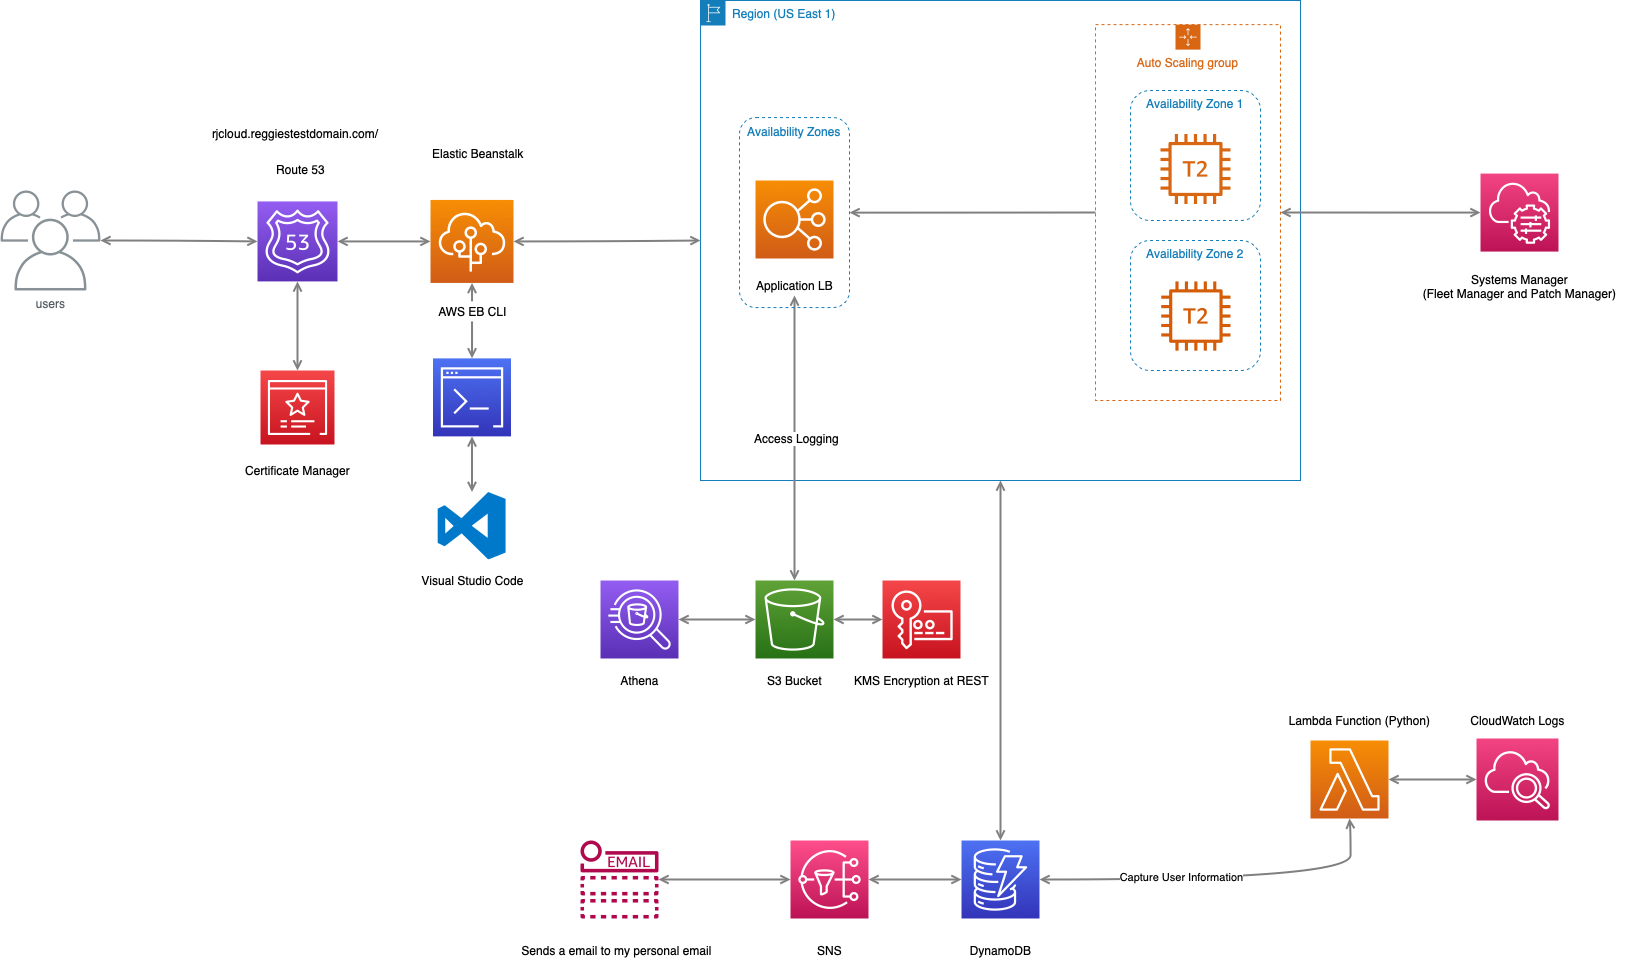 Region (US East 1)
Auto Scaling group
Availability Zone 1
T2
Availability Zones
Application LB
Availability Zone 2
T2
rjcloud.reggiestestdomain.com/
Route 53
53
Elastic Beanstalk
users
AWS EB CLI
Certificate Manager
Visual Studio Code
Systems Manager
(Fleet Manager and Patch Manager)
Access Logging
Athena
S3 Bucket
KMS Encryption at REST
Lambda Function (Python)
CloudWatch Logs
EMAIL
Capture User Information
Sends a email to my personal email
SNS
DynamoDB